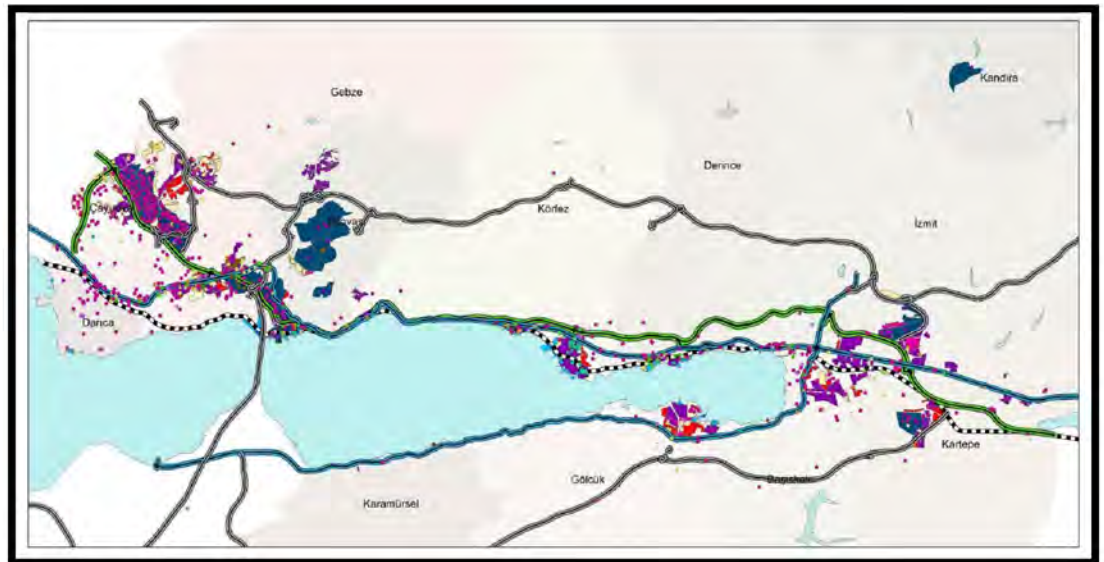 Kandıra
Gebze
Derince
Körfez
İzmit
Darıca
Kartepe
Gölcük
Karamürsel